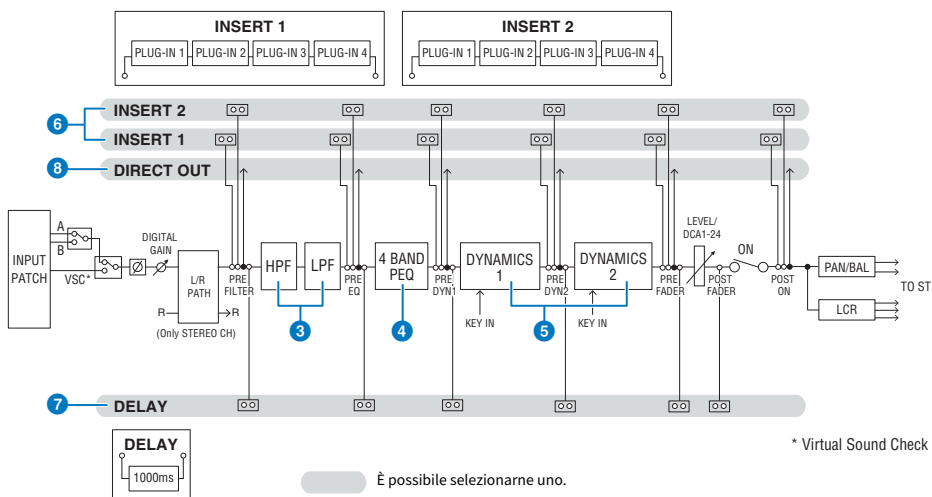 INSERT 1
PLUG-IN 1 PLUG-IN 2 PLUG-IN 3 PLUG-IN 4
INSERT 2
PLUG-IN 1 PLUG-IN 2 PLUG-IN 3 PLUG-IN 4
6
INSERT 2
INSERT 1
8
DIRECT OUT
INPUT
PATCH
A
B
VSC*
DIGITAL
GAIN
L/R
PATH
R
R
(Only STEREO CH)
PRE
FILTER
HPF
LPF
3
PRE
EQ
4 BAND
PEQ
4
PRE
DYN1
DYNAMICS
1
KEY IN
5
PRE
DYN2
DYNAMICS
2
KEY IN
PRE
FADER
LEVEL/
DCA1-24
POST
FADER
ON
POST
ON
PAN/BAL
LCR
TO ST
7
DELAY
DELAY
1000ms
* Virtual Sound Check
È possibile selezionarne uno.